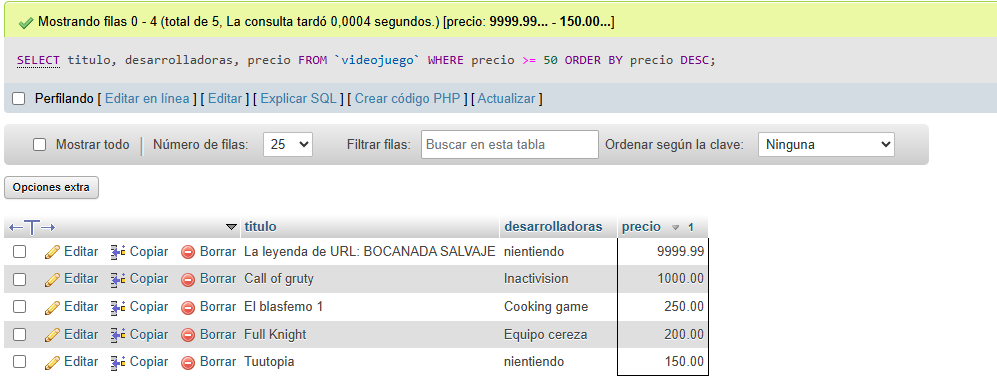 Mostrando filas 0 - 4 (total de 5, La consulta tardó 0,0004 segundos.) [precio: 9999.99... - 150.00...]
SELECT titulo, desarrolladoras, precio FROM `videojuego` WHERE precio >= 50 ORDER BY precio DESC;
Perfilando [ Editar en línea ] [ Editar ] [ Explicar SQL ] [ Crear código PHP ] [ Actualizar ]
Mostrar todo Número de filas: 25 Filtrar filas: Buscar en esta tabla Ordenar según la clave: Ninguna
Opciones extra
←T→ titulo desarrolladoras precio 1
Editar Copiar Borrar La leyenda de URL: BOCANADA SALVAJE nientiendo 9999.99
Editar Copiar Borrar Call of gruty Inactivision 1000.00
Editar Copiar Borrar El blasfemo 1 Cooking game 250.00
Editar Copiar Borrar Full Knight Equipo cereza 200.00
Editar Copiar Borrar Tuutopia nientiendo 150.00